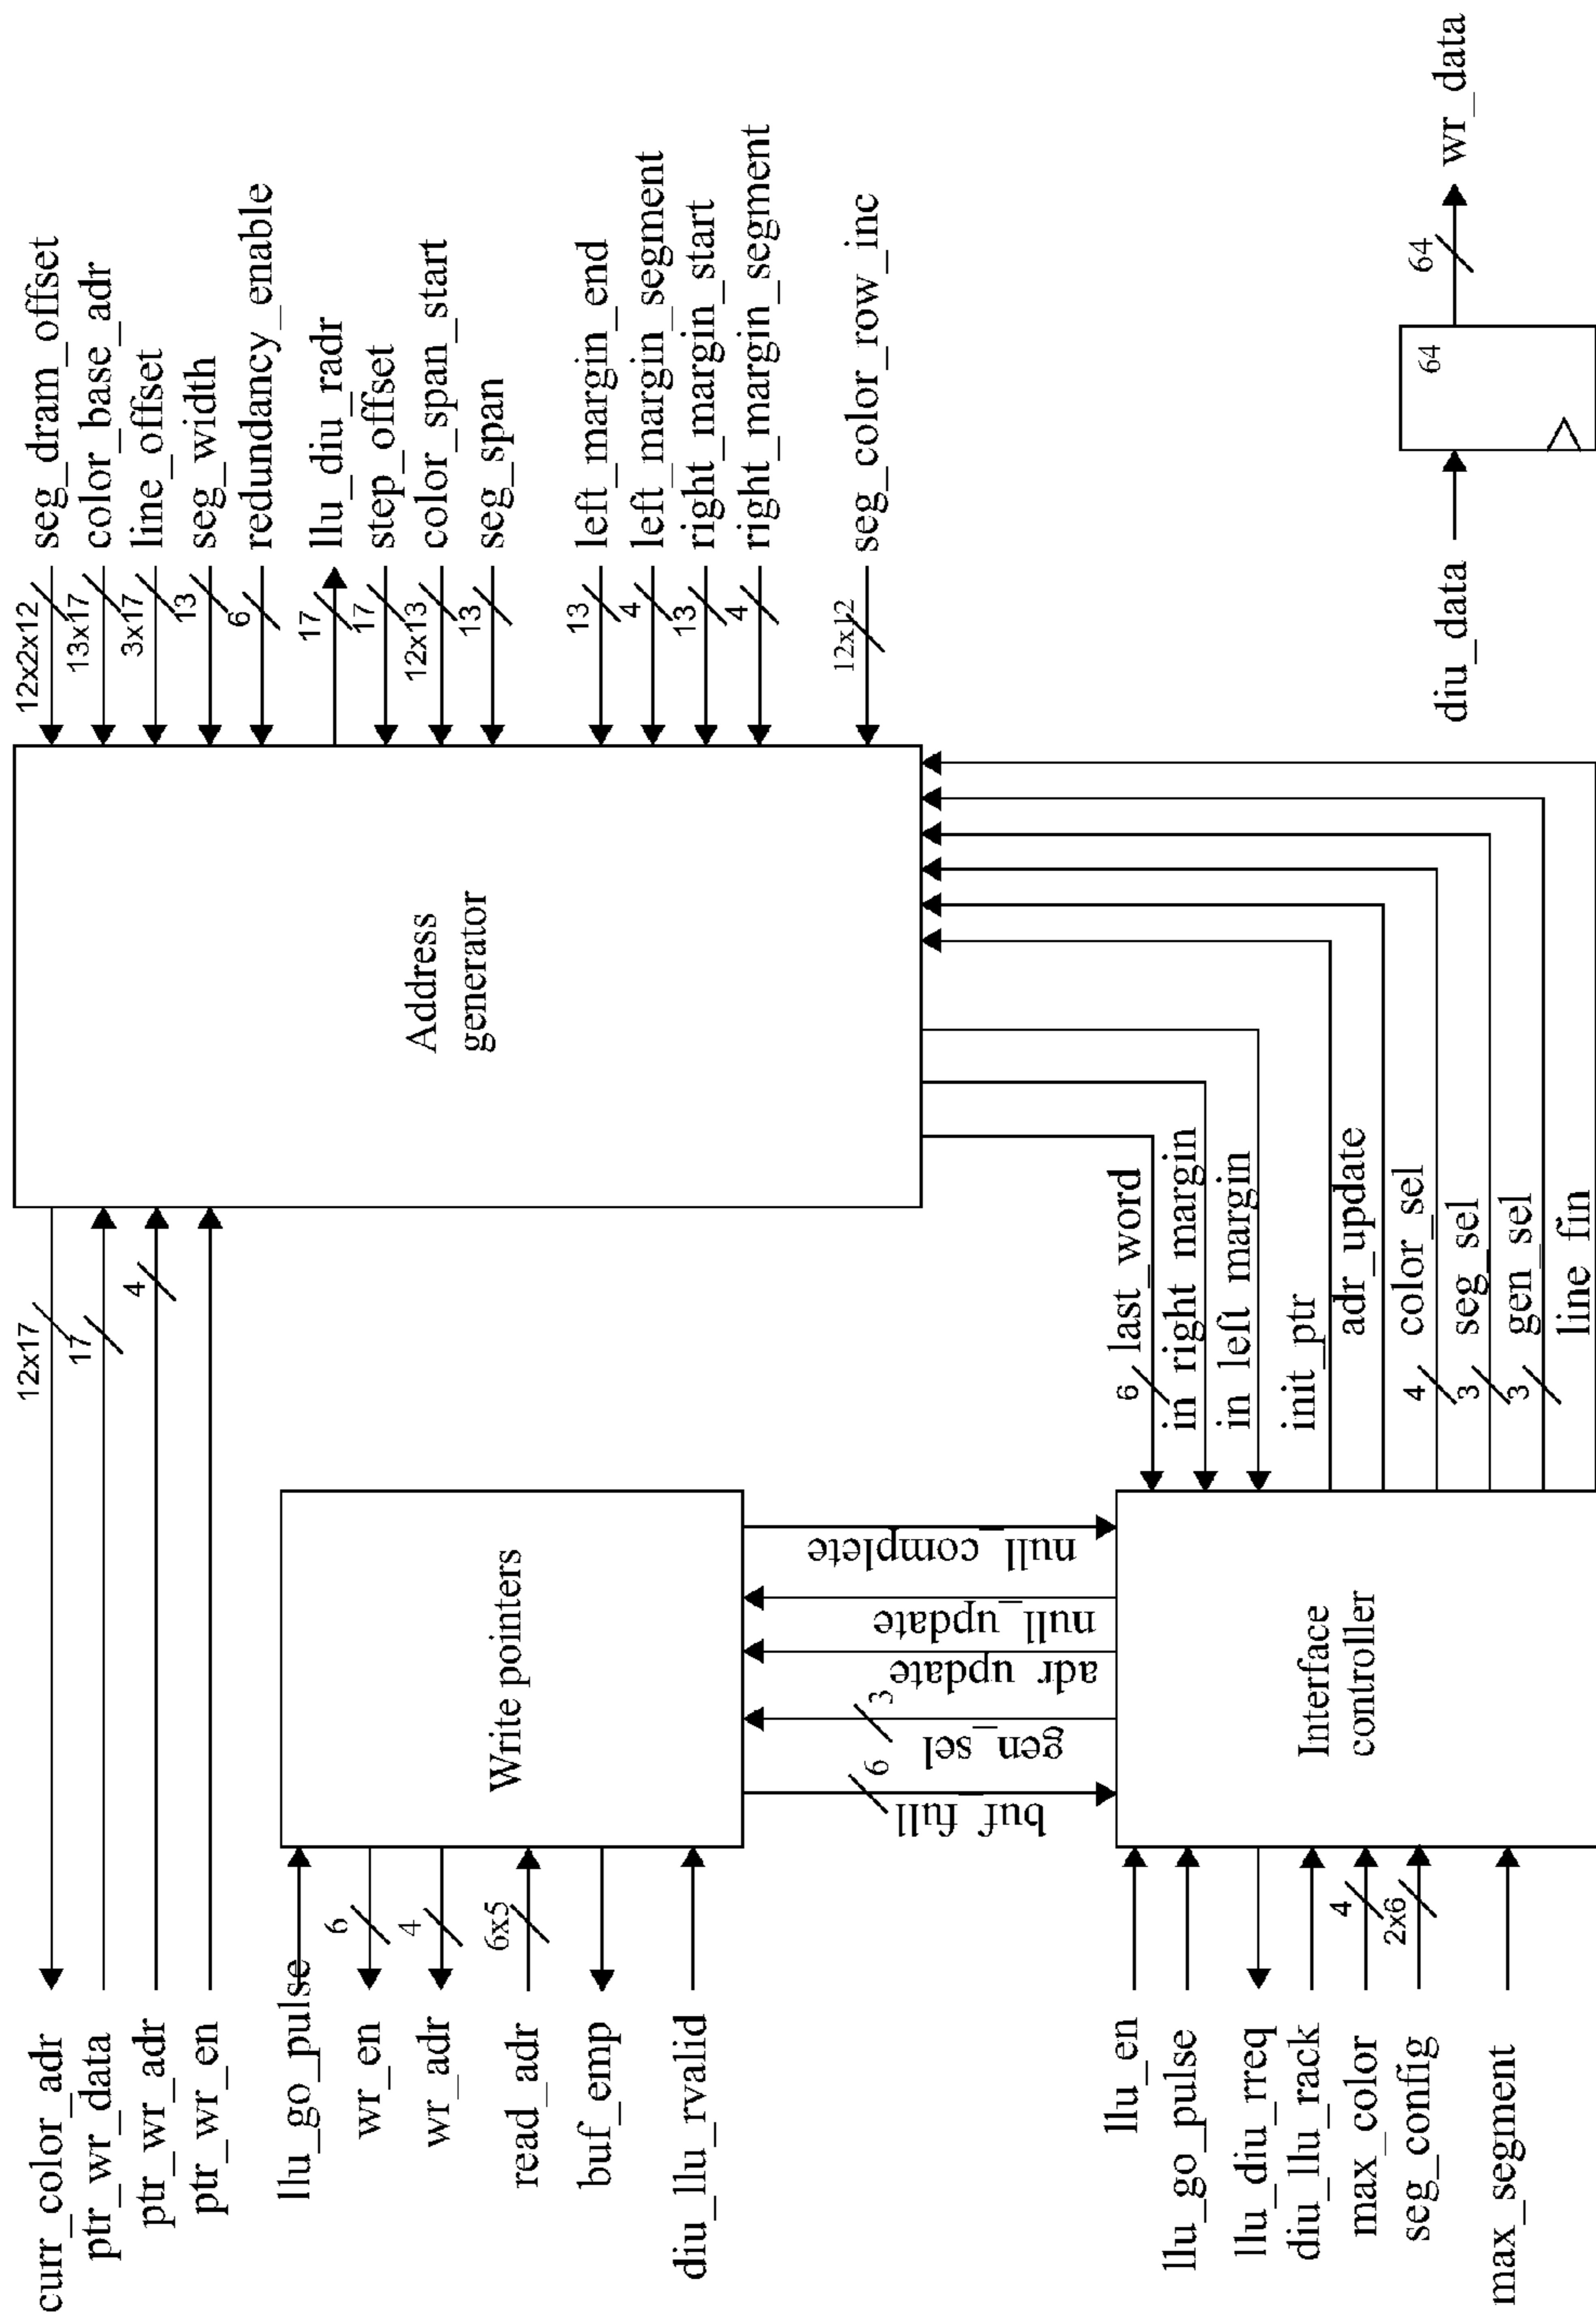 curr_color_adr
ptr_wr_data
ptr_wr_adr
ptr_wr_en
12x17
17
4
Address
generator
12x2x12
seg_dram_offset
13x17
color_base_adr
3x17
line_offset
13
seg_width
6
redundancy_enable
17
llu_diu_radr
17
step_offset
12x13
color_span_start
13
seg_span
13
left_margin_end
4
left_margin_segment
13
right_margin_start
4
right_margin_segment
12x12
seg_color_row_inc
llu_go_pulse
wr_en
6
wr_adr
4
read_adr
6x5
buf_emp
diu_llu_rvalid
Write pointers
buf_full
6
gen_sel
3
adr_update
null_update
null_complete
6
last_word
in_right_margin
in_left_margin
init_ptr
adr_update
4
color_sel
3
seg_sel
3
gen_sel
line_fin
llu_en
llu_go_pulse
llu_diu_rreq
diu_llu_rack
max_color
4
seg_config
2x6
max_segment
Interface
controller
diu_data
64
64
wr_data